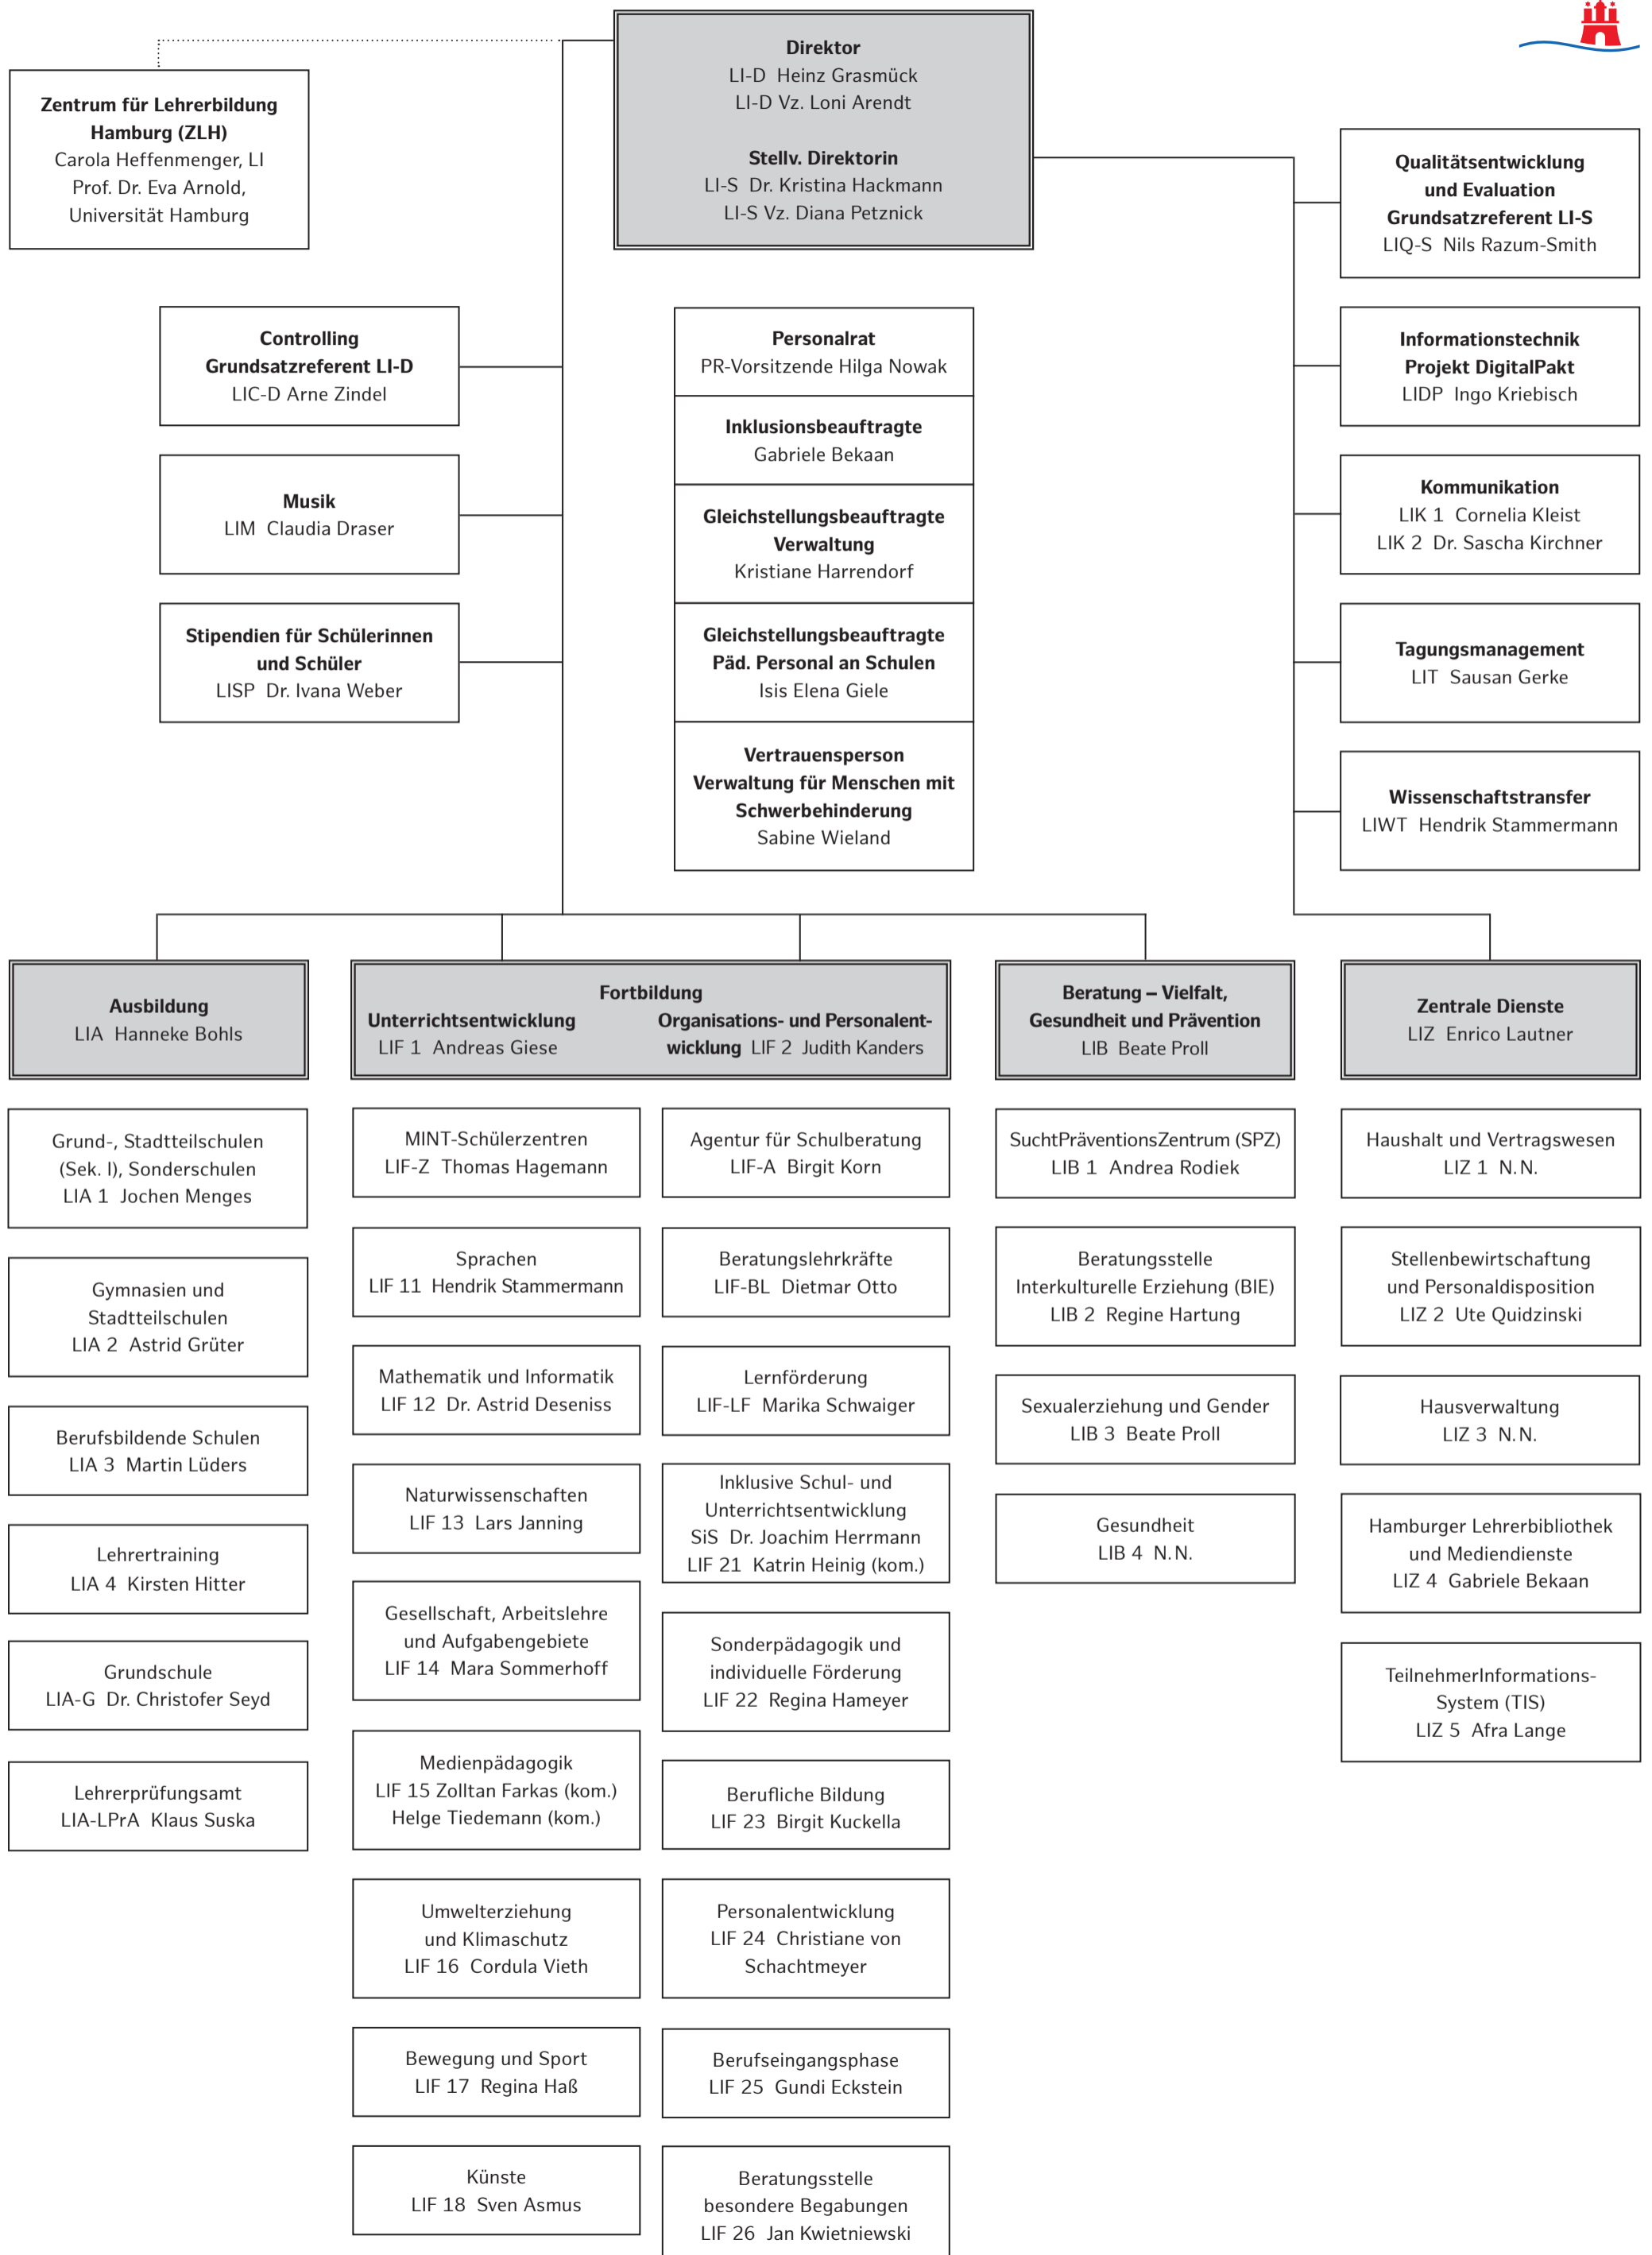 Direktor
LI-D Heinz Grasmück
LI-D Vz. Loni Arendt
Stellv. Direktorin
LI-S Dr. Kristina Hackmann
LI-S Vz. Diana Petznick
Zentrum für Lehrerbildung
Hamburg (ZLH)
Carola Heffenmenger, LI
Prof. Dr. Eva Arnold,
Universität Hamburg
Qualitätsentwicklung
und Evaluation
Grundsatzreferent LI-S
LIQ-S Nils Razum-Smith
Controlling
Grundsatzreferent LI-D
LIC-D Arne Zindel
Musik
LIM Claudia Draser
Stipendien für Schülerinnen
und Schüler
LISP Dr. Ivana Weber
Personalrat
PR-Vorsitzende Hilga Nowak
Inklusionsbeauftragte
Gabriele Bekaan
Gleichstellungsbeauftragte
Verwaltung
Kristiane Harrendorf
Gleichstellungsbeauftragte
Päd. Personal an Schulen
Isis Elena Giele
Vertrauensperson
Verwaltung für Menschen mit
Schwerbehinderung
Sabine Wieland
Informationstechnik
Projekt DigitalPakt
LIDP Ingo Kriebisch
Kommunikation
LIK 1 Cornelia Kleist
LIK 2 Dr. Sascha Kirchner
Tagungsmanagement
LIT Sausan Gerke
Wissenschaftstransfer
LIWT Hendrik Stammermann
Ausbildung
LIA Hanneke Bohls
Grund-, Stadtteilschulen
(Sek. I), Sonderschulen
LIA 1 Jochen Menges
Gymnasien und
Stadtteilschulen
LIA 2 Astrid Grüter
Berufsbildende Schulen
LIA 3 Martin Lüders
Lehrertraining
LIA 4 Kirsten Hitter
Grundschule
LIA-G Dr. Christofer Seyd
Lehrerprüfungsamt
LIA-LPrA Klaus Suska
Fortbildung
Unterrichtsentwicklung
LIF 1 Andreas Giese
Organisations- und Personalent-
wicklung LIF 2 Judith Kanders
MINT-Schülerzentren
LIF-Z Thomas Hagemann
Sprachen
LIF 11 Hendrik Stammermann
Mathematik und Informatik
LIF 12 Dr. Astrid Deseniss
Naturwissenschaften
LIF 13 Lars Janning
Gesellschaft, Arbeitslehre
und Aufgabengebiete
LIF 14 Mara Sommerhoff
Medienpädagogik
LIF 15 Zolltan Farkas (kom.)
Helge Tiedemann (kom.)
Umwelterziehung
und Klimaschutz
LIF 16 Cordula Vieth
Bewegung und Sport
LIF 17 Regina Haß
Künste
LIF 18 Sven Asmus
Agentur für Schulberatung
LIF-A Birgit Korn
Beratungslehrkräfte
LIF-BL Dietmar Otto
Lernförderung
LIF-LF Marika Schwaiger
Inklusive Schul- und
Unterrichtsentwicklung
SiS Dr. Joachim Herrmann
LIF 21 Katrin Heinig (kom.)
Sonderpädagogik und
individuelle Förderung
LIF 22 Regina Hameyer
Berufliche Bildung
LIF 23 Birgit Kuckella
Personalentwicklung
LIF 24 Christiane von
Schachtmeyer
Berufseingangsphase
LIF 25 Gundi Eckstein
Beratungsstelle
besondere Begabungen
LIF 26 Jan Kwietniewski
Beratung – Vielfalt,
Gesundheit und Prävention
LIB Beate Proll
SuchtPräventionsZentrum (SPZ)
LIB 1 Andrea Rodiek
Beratungsstelle
Interkulturelle Erziehung (BIE)
LIB 2 Regine Hartung
Sexualerziehung und Gender
LIB 3 Beate Proll
Gesundheit
LIB 4 N.N.
Zentrale Dienste
LIZ Enrico Lautner
Haushalt und Vertragswesen
LIZ 1 N.N.
Stellenbewirtschaftung
und Personaldisposition
LIZ 2 Ute Quidzinski
Hausverwaltung
LIZ 3 N.N.
Hamburger Lehrerbibliothek
und Mediendienste
LIZ 4 Gabriele Bekaan
TeilnehmerInformations-
System (TIS)
LIZ 5 Afra Lange